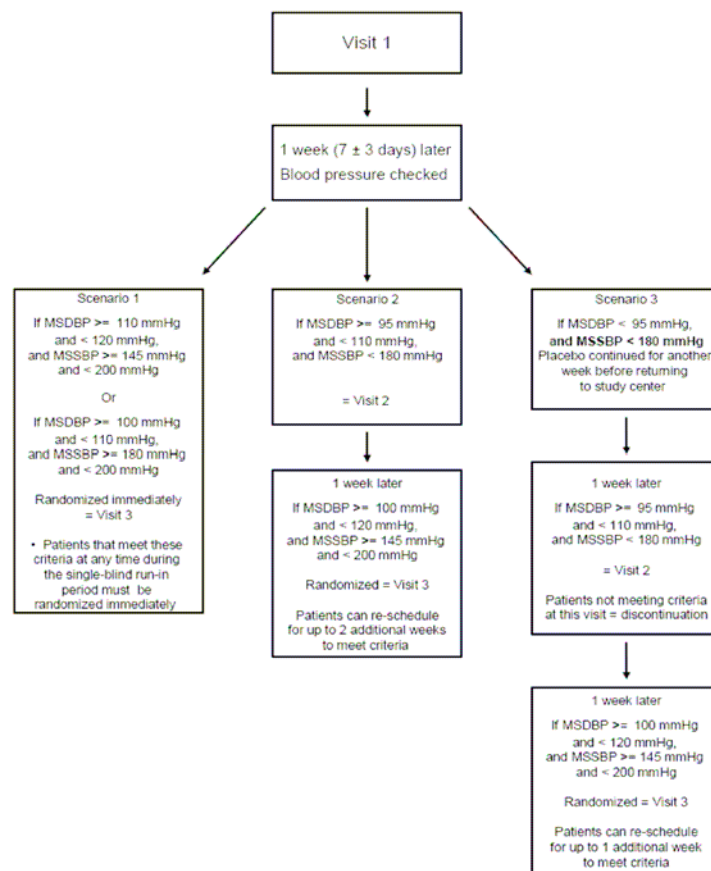 Visit 1
1 week (7 ± 3 days) later
Blood pressure checked
Scenario 1
If MSDBP >= 110 mmHg
and < 120 mmHg,
and MSSBP >= 145 mmHg
and < 200 mmHg
Or
If MSDBP >= 100 mmHg
and < 110 mmHg,
and MSSBP >= 180 mmHg
and < 200 mmHg
Randomized immediately
= Visit 3
• Patients that meet these
criteria at any time during
the single-blind run-in
period must be
randomized immediately
Scenario 2
If MSDBP >= 95 mmHg
and < 110 mmHg,
and MSSBP < 180 mmHg
= Visit 2
1 week later
If MSDBP >= 100 mmHg
and < 120 mmHg,
and MSSBP >= 145 mmHg
and < 200 mmHg
Randomized = Visit 3
Patients can re-schedule
for up to 2 additional weeks
to meet criteria
Scenario 3
If MSDBP < 95 mmHg,
and MSSBP < 180 mmHg
Placebo continued for another
week before returning
to study center
1 week later
If MSDBP >= 95 mmHg
and < 110 mmHg,
and MSSBP < 180 mmHg
= Visit 2
Patients not meeting criteria
at this visit = discontinuation
1 week later
If MSDBP >= 100 mmHg
and < 120 mmHg,
and MSSBP >= 145 mmHg
and < 200 mmHg
Randomized = Visit 3
Patients can re-schedule
for up to 1 additional week
to meet criteria